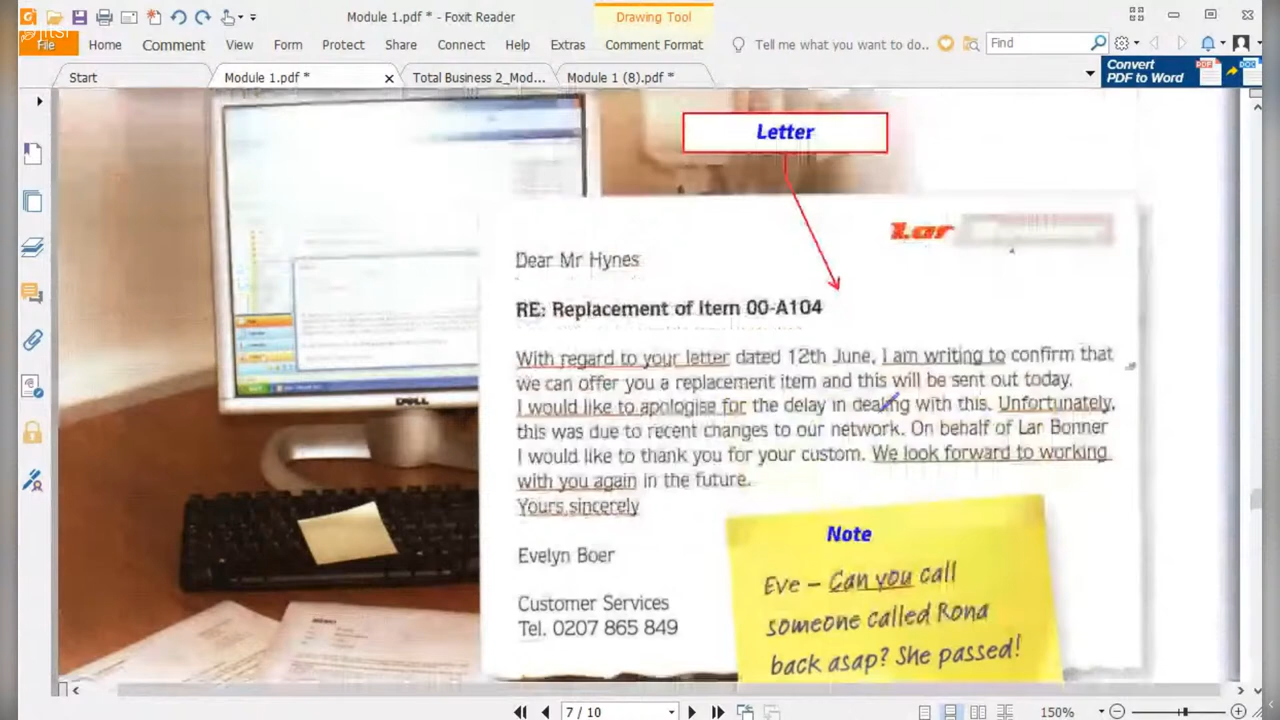 Jitsi
Module 1.pdf * - Foxit Reader
Drawing Tool
File
Home
Comment
View
Form
Protect
Share
Connect
Help
Extras
Comment Format
Tell me what you want to do..
Find
Start
Module 1.pdf *
Total Business 2_Mod...
Module 1 (8).pdf *
Convert
PDF to Word
Letter
Lar
Dear Mr Hynes
RE: Replacement of Item 00-A104
With regard to your letter dated 12th June, I am writing to confirm that
we can offer you a replacement item and this will be sent out today.
I would like to apologise for the delay in dealing with this. Unfortunately,
this was due to recent changes to our network. On behalf of Lar Bonner
I would like to thank you for your custom. We look forward to working
with you again in the future.
Yours sincerely
Evelyn Boer
Customer Services
Tel. 0207 865 849
DELL
Note
Eve – Can you call
someone called Rona
back asap? She passed!
7 / 10
150%